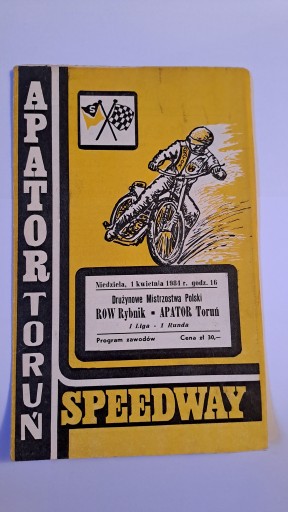 APATOR TORUŃ
S
Niedziela, 1 kwietnia 1984 r. godz. 16
Drużynowe Mistrzostwa Polski
ROW Rybnik • APATOR Toruń
I Liga - I Runda
Program zawodów Cena zł 30,—
SPEEDWAY